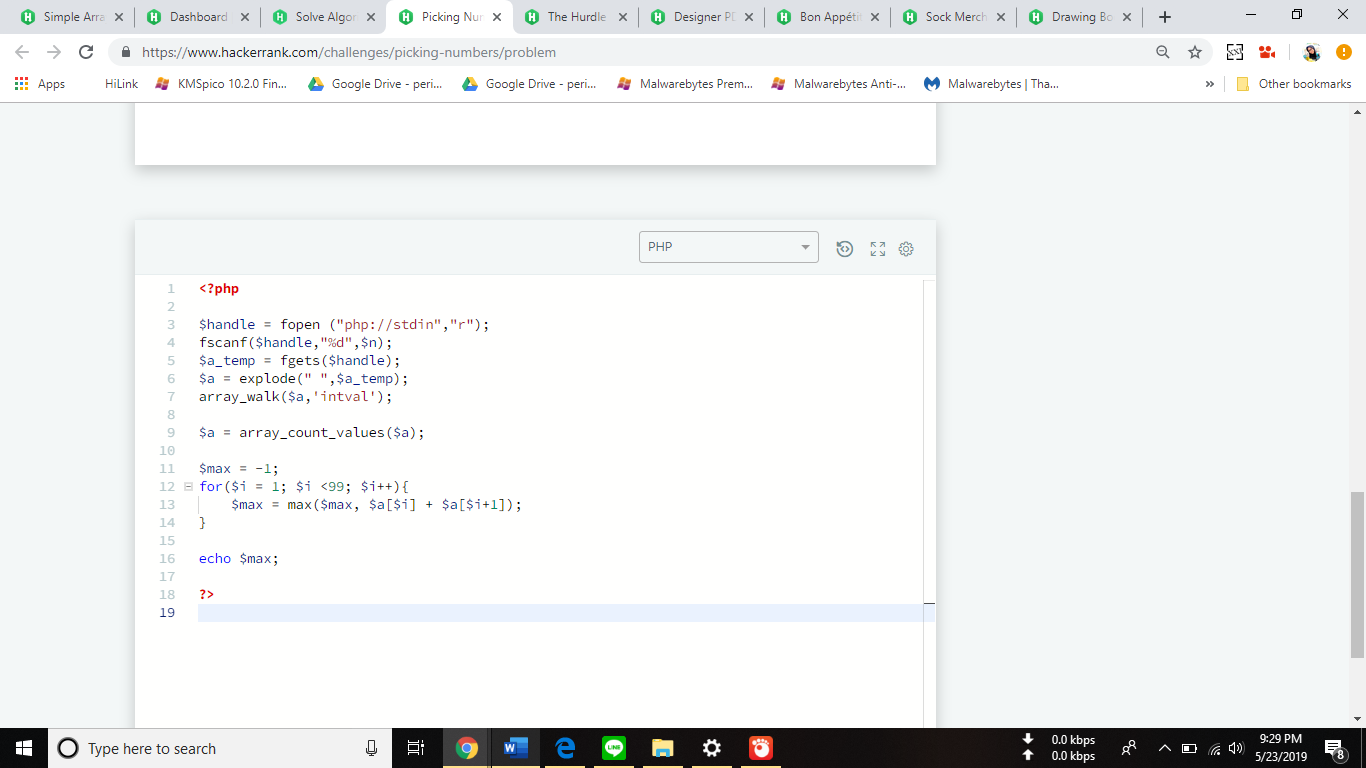 Simple Arra
Dashboard
Solve Algor
Picking Nur
The Hurdle
Designer PD
Bon Appétit
Sock Merch
Drawing Bo
https://www.hackerrank.com/challenges/picking-numbers/problem
Apps
HiLink
KMSpico 10.2.0 Fin...
Google Drive - peri...
Google Drive - peri...
Malwarebytes Prem...
Malwarebytes Anti-...
Malwarebytes | Tha...
»
Other bookmarks
PHP
1 <?php
2
3 $handle = fopen ("php://stdin","r");
4 fscanf($handle,"%d",$n);
5 $a_temp = fgets($handle);
6 $a = explode(" ",$a_temp);
7 array_walk($a,'intval');
8
9 $a = array_count_values($a);
10
11 $max = -1;
12 for($i = 1; $i <99; $i++){
13 $max = max($max, $a[$i] + $a[$i+1]);
14 }
15
16 echo $max;
17
18 ?>
19
Type here to search
0.0 kbps
0.0 kbps
9:29 PM
5/23/2019
8